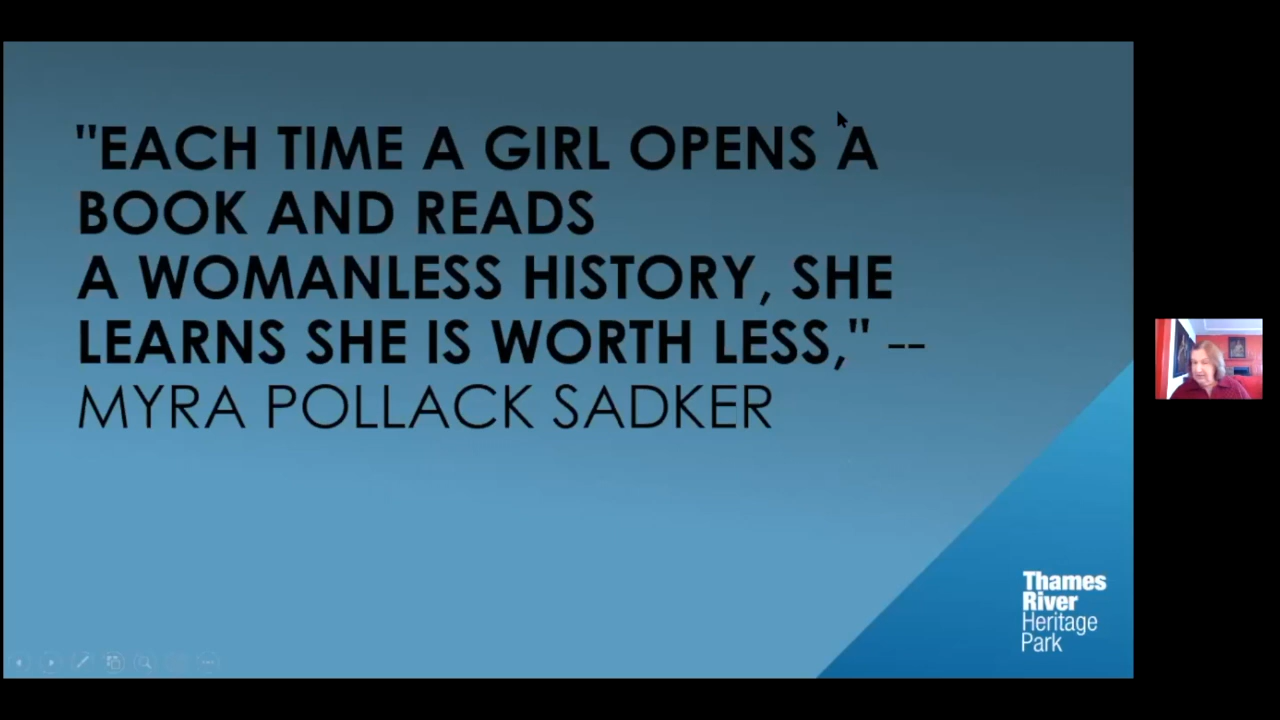 "EACH TIME A GIRL OPENS A
BOOK AND READS
A WOMANLESS HISTORY, SHE
LEARNS SHE IS WORTH LESS," --
MYRA POLLACK SADKER
Thames
River
Heritage
Park